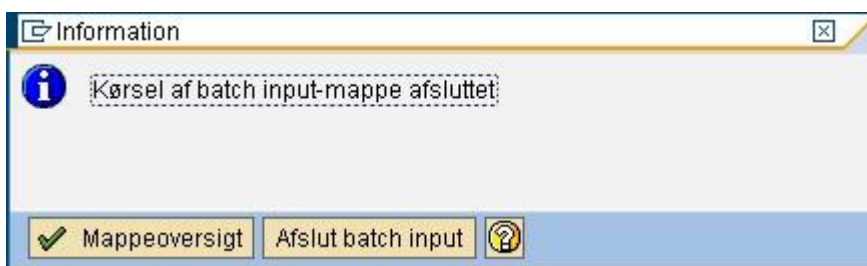 Information
Kørsel af batch input-mappe afsluttet
Mappeoversigt Afslut batch input